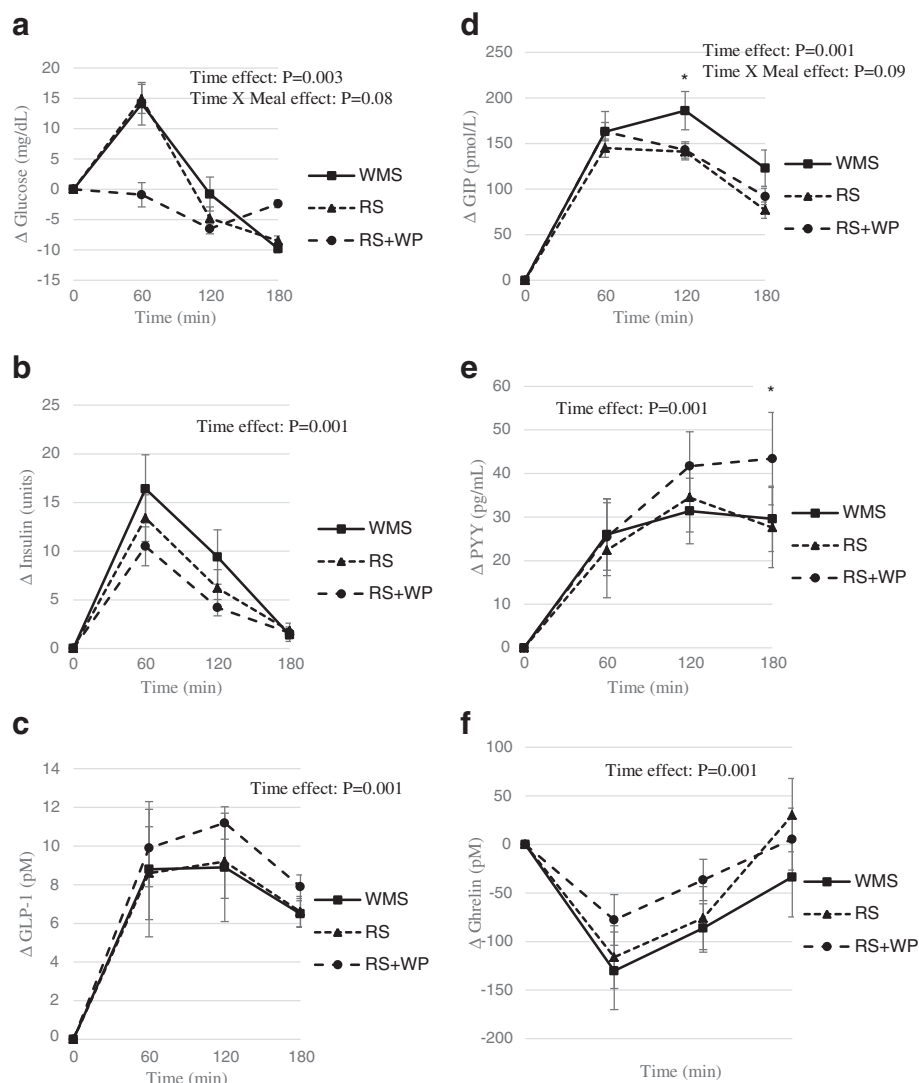 a
Time effect: P=0.003
Time X Meal effect: P=0.08
Δ Glucose (mg/dL)
20
15
10
5
0
-5
-10
-15
0 60 120 180
Time (min)
WMS
RS
RS+WP
b
Time effect: P=0.001
Δ Insulin (units)
25
20
15
10
5
0
0 60 120 180
Time (min)
WMS
RS
RS+WP
c
Time effect: P=0.001
Δ GLP-1 (pM)
14
12
10
8
6
4
2
0
0 60 120 180
Time (min)
WMS
RS
RS+WP
d
Time effect: P=0.001
Time X Meal effect: P=0.09
*
Δ GIP (pmol/L)
250
200
150
100
50
0
0 60 120 180
Time (min)
WMS
RS
RS+WP
e
Time effect: P=0.001
*
Δ PYY (pg/mL)
60
50
40
30
20
10
0
0 60 120 180
Time (min)
WMS
RS
RS+WP
f
Time effect: P=0.001
Δ Ghrelin (pM)
100
50
0
-50
-100
-150
-200
Time (min)
WMS
RS
RS+WP